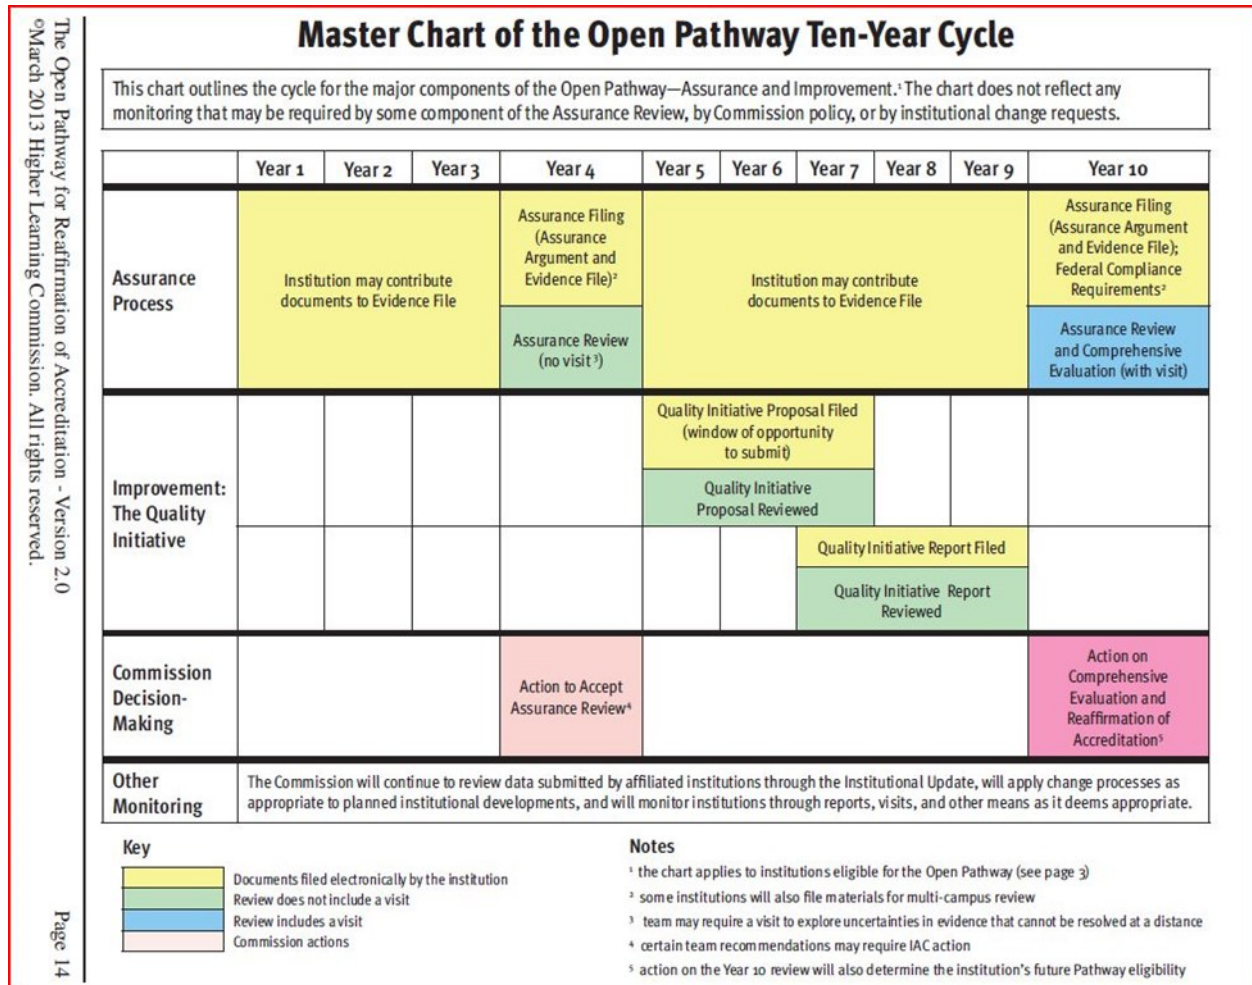 The Open Pathway for Reaffirmation of Accreditation - Version 2.0
©March 2013 Higher Learning Commission. All rights reserved.
Page 14
Master Chart of the Open Pathway Ten-Year Cycle
This chart outlines the cycle for the major components of the Open Pathway—Assurance and Improvement.¹ The chart does not reflect any
monitoring that may be required by some component of the Assurance Review, by Commission policy, or by institutional change requests.
Year 1
Year 2
Year 3
Year 4
Year 5
Year 6
Year 7
Year 8
Year 9
Year 10
Assurance
Process
Institution may contribute
documents to Evidence File
Assurance Filing
(Assurance
Argument and
Evidence File)²
Assurance Review
(no visit ³)
Institution may contribute
documents to Evidence File
Assurance Filing
(Assurance Argument
and Evidence File);
Federal Compliance
Requirements²
Assurance Review
and Comprehensive
Evaluation (with visit)
Improvement:
The Quality
Initiative
Quality Initiative Proposal Filed
(window of opportunity
to submit)
Quality Initiative
Proposal Reviewed
Quality Initiative Report Filed
Quality Initiative Report
Reviewed
Commission
Decision-
Making
Action to Accept
Assurance Review⁴
Action on
Comprehensive
Evaluation and
Reaffirmation of
Accreditation⁵
Other
Monitoring
The Commission will continue to review data submitted by affiliated institutions through the Institutional Update, will apply change processes as
appropriate to planned institutional developments, and will monitor institutions through reports, visits, and other means as it deems appropriate.
Key
Documents filed electronically by the institution
Review does not include a visit
Review includes a visit
Commission actions
Notes
¹ the chart applies to institutions eligible for the Open Pathway (see page 3)
² some institutions will also file materials for multi-campus review
³ team may require a visit to explore uncertainties in evidence that cannot be resolved at a distance
⁴ certain team recommendations may require IAC action
⁵ action on the Year 10 review will also determine the institution's future Pathway eligibility